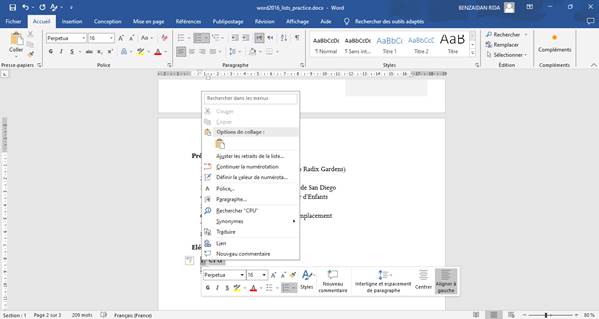 word2016_lists_practice.docx - Word
BENZAIDAN RIDA
Fichier Accueil Insertion Conception Mise en page Références Publipostage Révision Affichage Aide Rechercher des outils adaptés
Coller
Perpetua 16
AaBbCcDc AaBbCcDc AaBbC AaBbCcC AaB
¶ Normal ¶ Sans int... Titre 1 Titre 2 Titre
Rechercher
Remplacer
Sélectionner
Compléments
Presse-papiers Police Paragraphe Styles Édition Compléments
Rechercher dans les menus
Couper
Copier
Options de collage :
Ajuster les retraits de la liste...
Continuer la numérotation
Définir la valeur de numérota...
Police...
Paragraphe...
Rechercher "CPU"
Synonymes
Traduire
Lien
Nouveau commentaire
Radix Gardens)
de San Diego
d'Enfants
Perpetua 16
Styles
Nouveau commentaire
Interligne et espacement de paragraphe
Centrer
Aligner à gauche
Section: 1 Page 2 sur 3 209 mots Français (France) 80 %